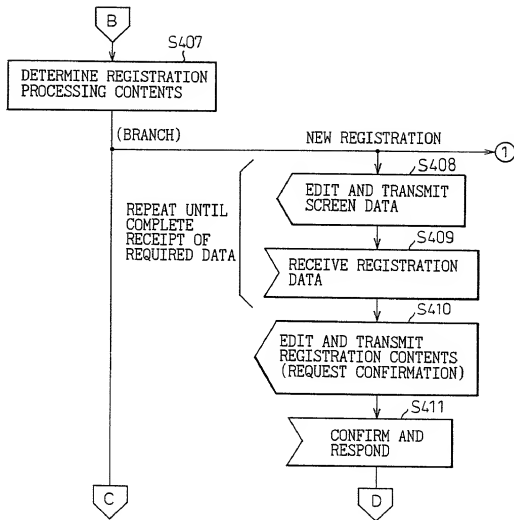 B
S407
DETERMINE REGISTRATION
PROCESSING CONTENTS
(BRANCH)
NEW REGISTRATION
1
S408
EDIT AND TRANSMIT
SCREEN DATA
REPEAT UNTIL
COMPLETE
RECEIPT OF
REQUIRED DATA
S409
RECEIVE REGISTRATION
DATA
S410
EDIT AND TRANSMIT
REGISTRATION CONTENTS
(REQUEST CONFIRMATION)
S411
CONFIRM AND
RESPOND
C
D